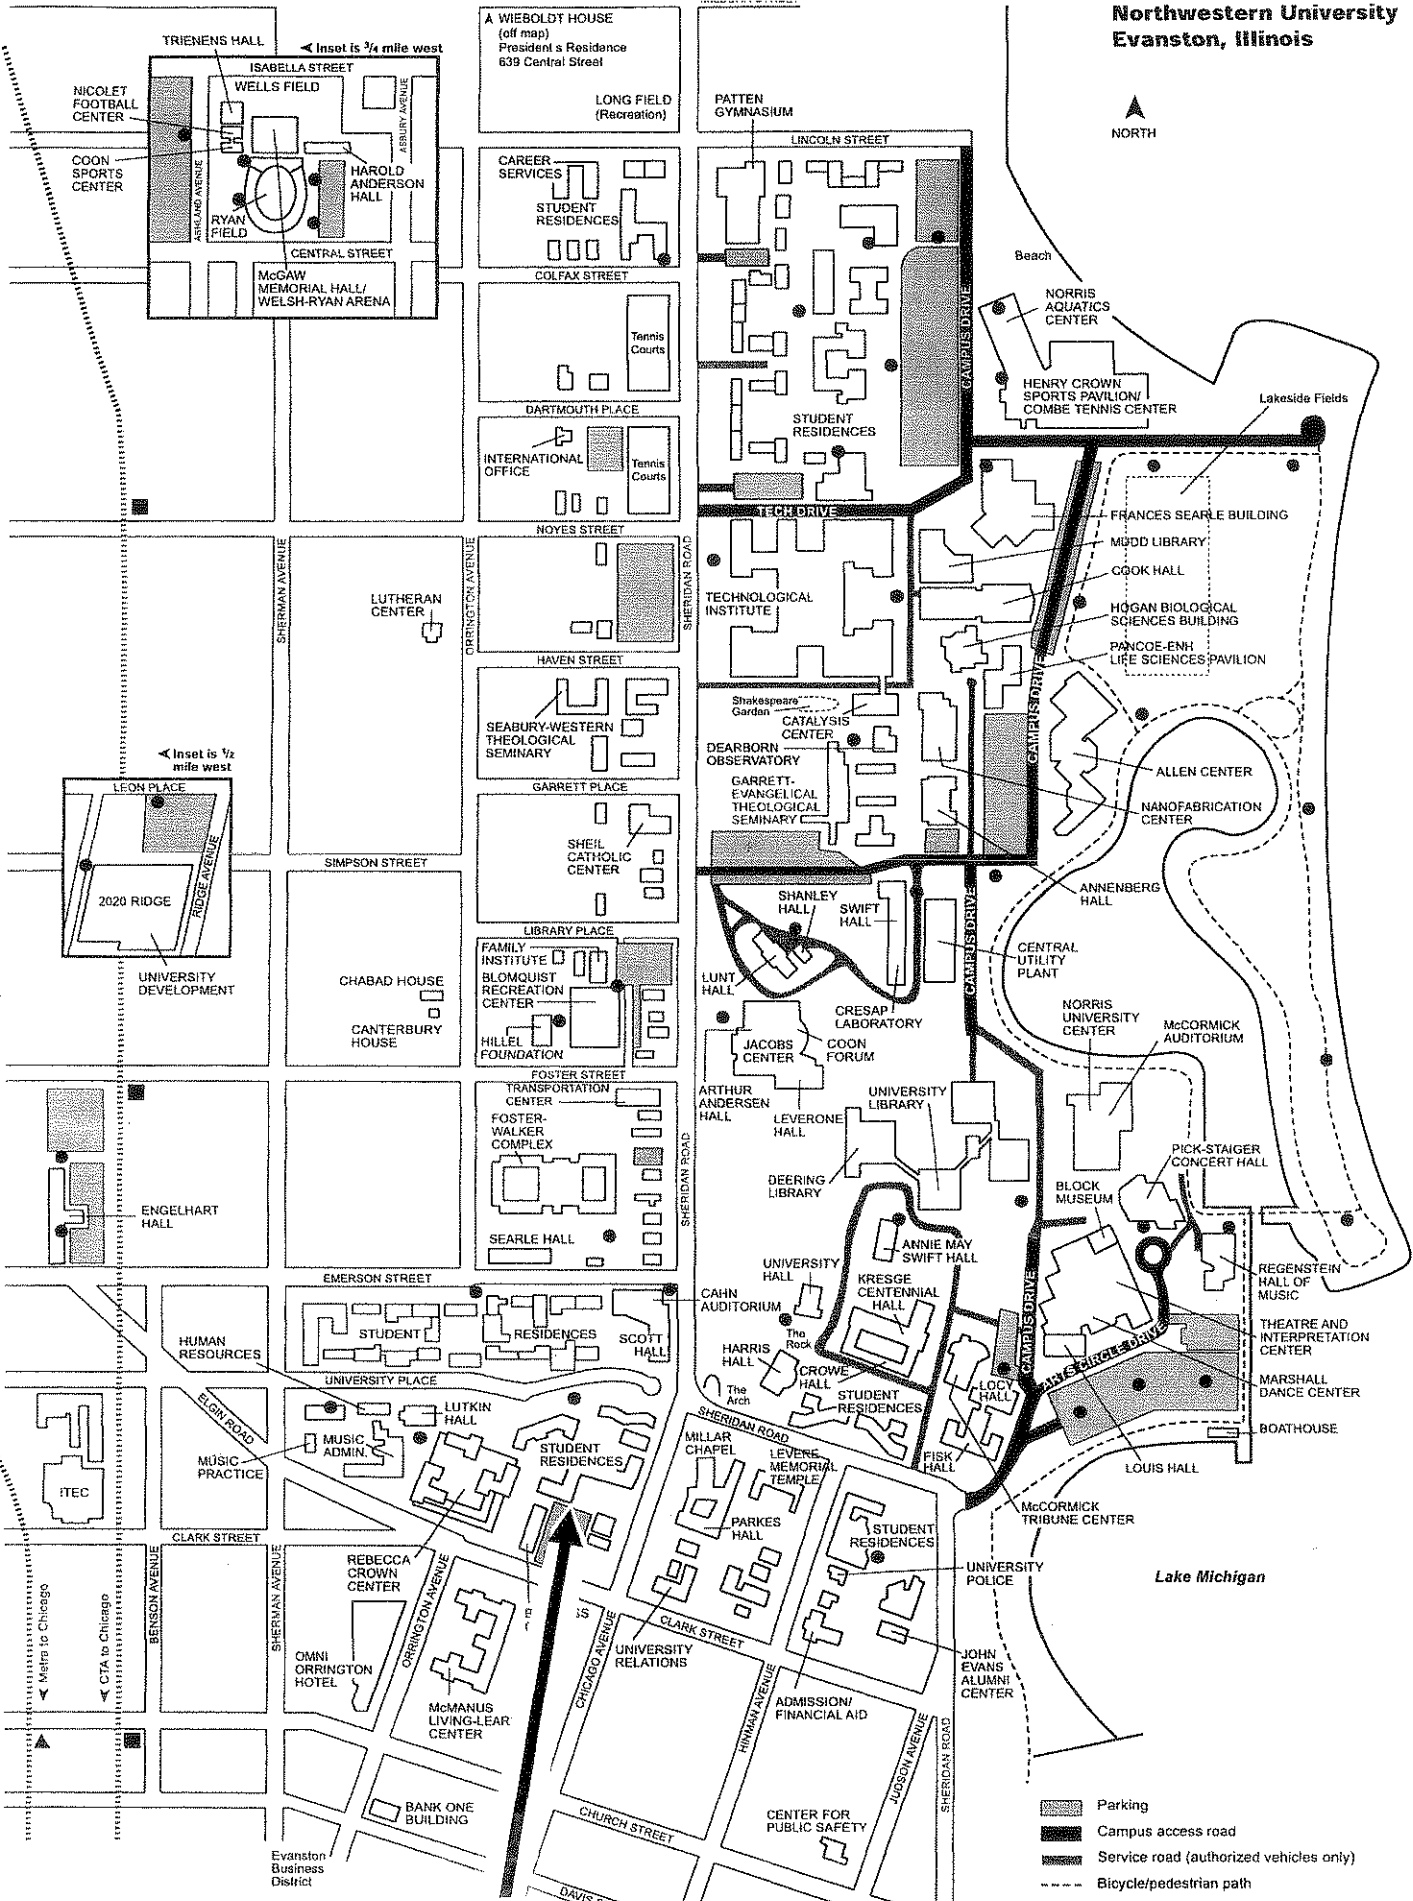 Northwestern University
Evanston, Illinois
NORTH
WIEBOLDT HOUSE
(off map)
President s Residence
639 Central Street
LONG FIELD
(Recreation)
TRIENENS HALL
Inset is 3/4 mile west
ISABELLA STREET
WELLS FIELD
NICOLET
FOOTBALL
CENTER
COON
SPORTS
CENTER
ASHLAND AVENUE
ASBURY AVENUE
HAROLD
ANDERSON
HALL
RYAN
FIELD
CENTRAL STREET
McGAW
MEMORIAL HALL/
WELSH-RYAN ARENA
PATTEN
GYMNASIUM
LINCOLN STREET
CAREER
SERVICES
STUDENT
RESIDENCES
COLFAX STREET
Beach
NORRIS
AQUATICS
CENTER
CAMPUS DRIVE
Tennis
Courts
HENRY CROWN
SPORTS PAVILION/
COMBE TENNIS CENTER
Lakeside Fields
DARTMOUTH PLACE
STUDENT
RESIDENCES
INTERNATIONAL
OFFICE
Tennis
Courts
TECH DRIVE
FRANCES SEARLE BUILDING
NOYES STREET
MUDD LIBRARY
COOK HALL
SHERMAN AVENUE
ORRINGTON AVENUE
SHERIDAN ROAD
LUTHERAN
CENTER
TECHNOLOGICAL
INSTITUTE
HOGAN BIOLOGICAL
SCIENCES BUILDING
PANCOE-ENH
LIFE SCIENCES PAVILION
HAVEN STREET
CAMPUS DRIVE
Shakespeare
Garden
CATALYSIS
CENTER
SEABURY-WESTERN
THEOLOGICAL
SEMINARY
DEARBORN
OBSERVATORY
GARRETT-
EVANGELICAL
THEOLOGICAL
SEMINARY
ALLEN CENTER
NANOFABRICATION
CENTER
Inset is 1/2
mile west
LEON PLACE
GARRETT PLACE
RIDGE AVENUE
2020 RIDGE
UNIVERSITY
DEVELOPMENT
SIMPSON STREET
SHEIL
CATHOLIC
CENTER
ANNENBERG
HALL
SHANLEY
HALL
SWIFT
HALL
CAMPUS DRIVE
CENTRAL
UTILITY
PLANT
LIBRARY PLACE
FAMILY
INSTITUTE
BLOMQUIST
RECREATION
CENTER
HILLEL
FOUNDATION
CHABAD HOUSE
CANTERBURY
HOUSE
LUNT
HALL
CRESAP
LABORATORY
NORRIS
UNIVERSITY
CENTER
McCORMICK
AUDITORIUM
JACOBS
CENTER
COON
FORUM
FOSTER STREET
TRANSPORTATION
CENTER
ARTHUR
ANDERSEN
HALL
LEVERONE
HALL
UNIVERSITY
LIBRARY
FOSTER-
WALKER
COMPLEX
SHERIDAN ROAD
DEERING
LIBRARY
PICK-STAIGER
CONCERT HALL
BLOCK
MUSEUM
ENGELHART
HALL
SEARLE HALL
ANNIE MAY
SWIFT HALL
UNIVERSITY
HALL
KRESGE
CENTENNIAL
HALL
REGENSTEIN
HALL OF
MUSIC
EMERSON STREET
CAHN
AUDITORIUM
STUDENT
RESIDENCES
SCOTT
HALL
HUMAN
RESOURCES
The
Rock
HARRIS
HALL
CROWE
HALL
STUDENT
RESIDENCES
CAMPUS DRIVE
LOCY
HALL
ARTS CIRCLE DRIVE
THEATRE AND
INTERPRETATION
CENTER
MARSHALL
DANCE CENTER
BOATHOUSE
LOUIS HALL
UNIVERSITY PLACE
The
Arch
SHERIDAN ROAD
ELGIN ROAD
LUTKIN
HALL
MUSIC
ADMIN.
MUSIC
PRACTICE
STUDENT
RESIDENCES
MILLAR
CHAPEL
LEVERE
MEMORIAL
TEMPLE
FISK
HALL
McCORMICK
TRIBUNE CENTER
ITEC
PARKES
HALL
CLARK STREET
STUDENT
RESIDENCES
REBECCA
CROWN
CENTER
UNIVERSITY
POLICE
Lake Michigan
Metra to Chicago
CTA to Chicago
BENSON AVENUE
SHERMAN AVENUE
ORRINGTON AVENUE
CHICAGO AVENUE
CLARK STREET
OMNI
ORRINGTON
HOTEL
UNIVERSITY
RELATIONS
JOHN
EVANS
ALUMNI
CENTER
McMANUS
LIVING-LEAR
CENTER
HINMAN AVENUE
ADMISSION/
FINANCIAL AID
JUDSON AVENUE
SHERIDAN ROAD
BANK ONE
BUILDING
CHURCH STREET
CENTER FOR
PUBLIC SAFETY
Evanston
Business
District
Parking
Campus access road
Service road (authorized vehicles only)
Bicycle/pedestrian path